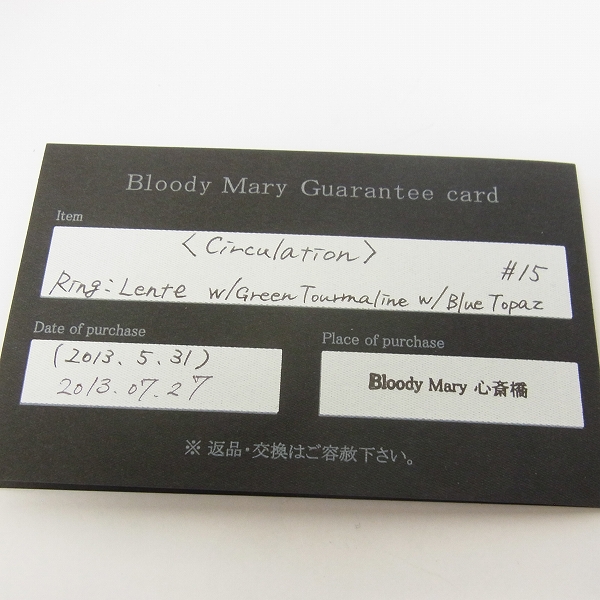 Bloody Mary Guarantee card
Item
〈Circulation〉
#15
Ring: Lente w/Green Tourmaline w/Blue Topaz
Date of purchase
Place of purchase
(2013. 5. 31)
2013.07.27
Bloody Mary 心斎橋
※ 返品・交換はご容赦下さい。